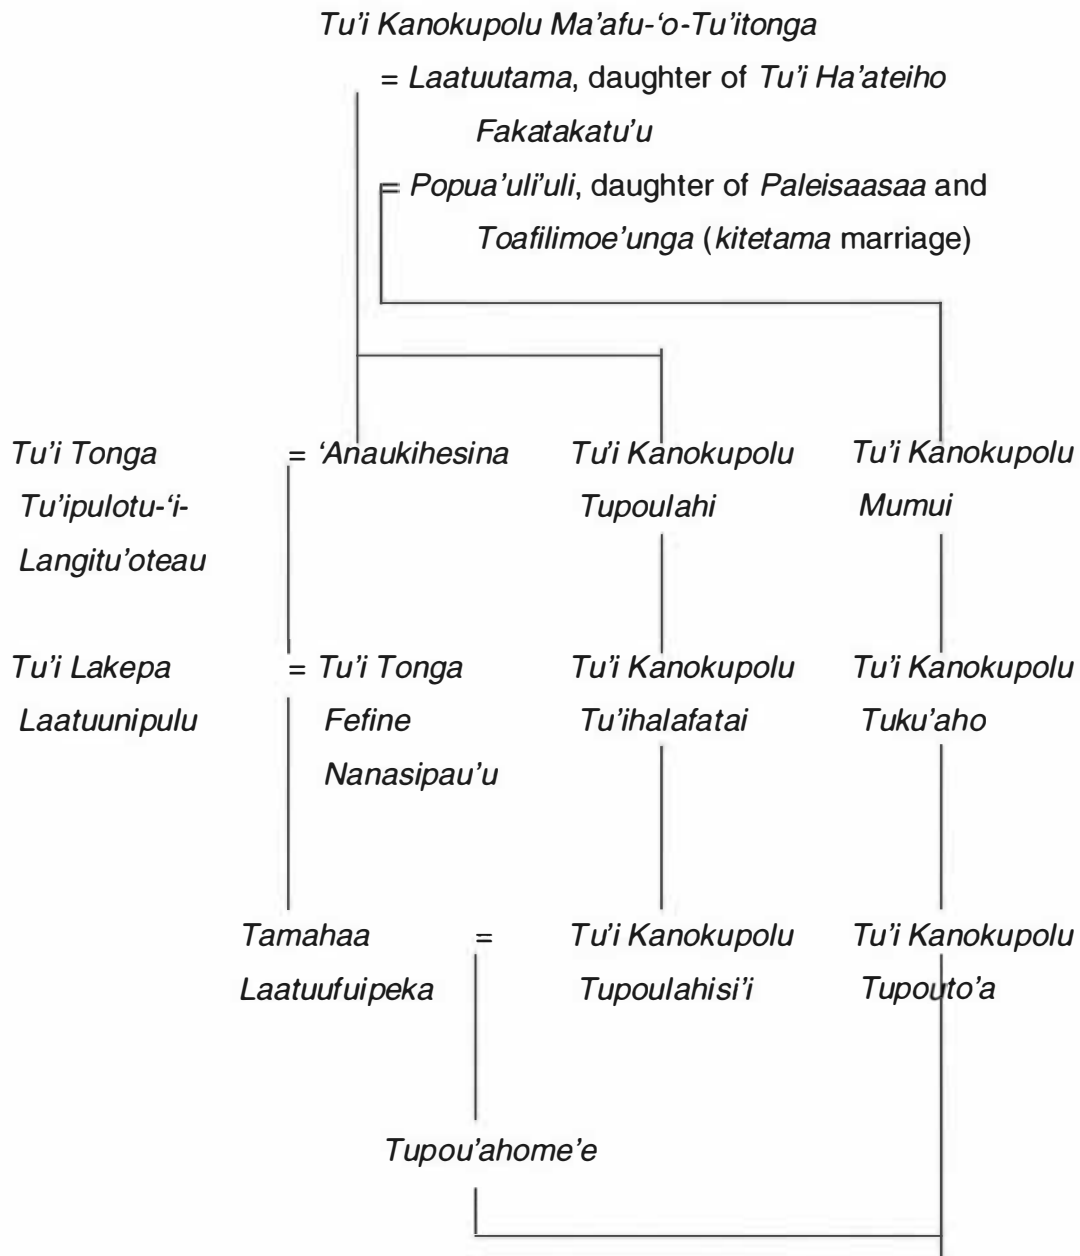 Tu'i Kanokupolu Ma'afu-'o-Tu'itonga
= Laatuutama, daughter of Tu'i Ha'ateiho
Fakatakatu'u
= Popua'uli'uli, daughter of Paleisaasaa and
Toafilimoe'unga (kitetama marriage)
Tu'i Tonga = 'Anaukihesina Tu'i Kanokupolu Tu'i Kanokupolu
Tu'ipulotu-'i- Tupoulahi Mumui
Langitu'oteau
Tu'i Lakepa = Tu'i Tonga Tu'i Kanokupolu Tu'i Kanokupolu
Laatuunipulu Fefine Tu'ihalafatai Tuku'aho
Nanasipau'u
Tamahaa = Tu'i Kanokupolu Tu'i Kanokupolu
Laatuufuipeka Tupoulahisi'i Tupouto'a
Tupou'ahome'e